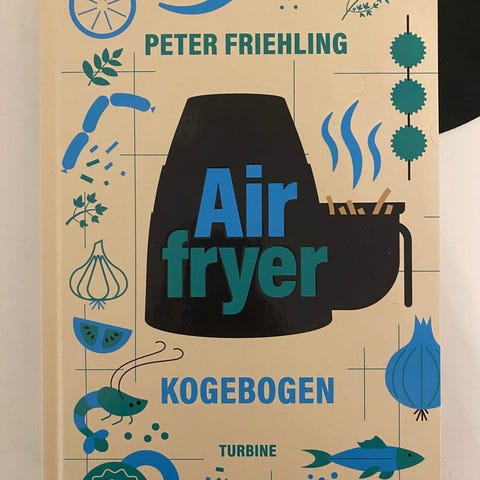 PETER FRIEHLING
Air
fryer
KOGEBOGEN
TURBINE